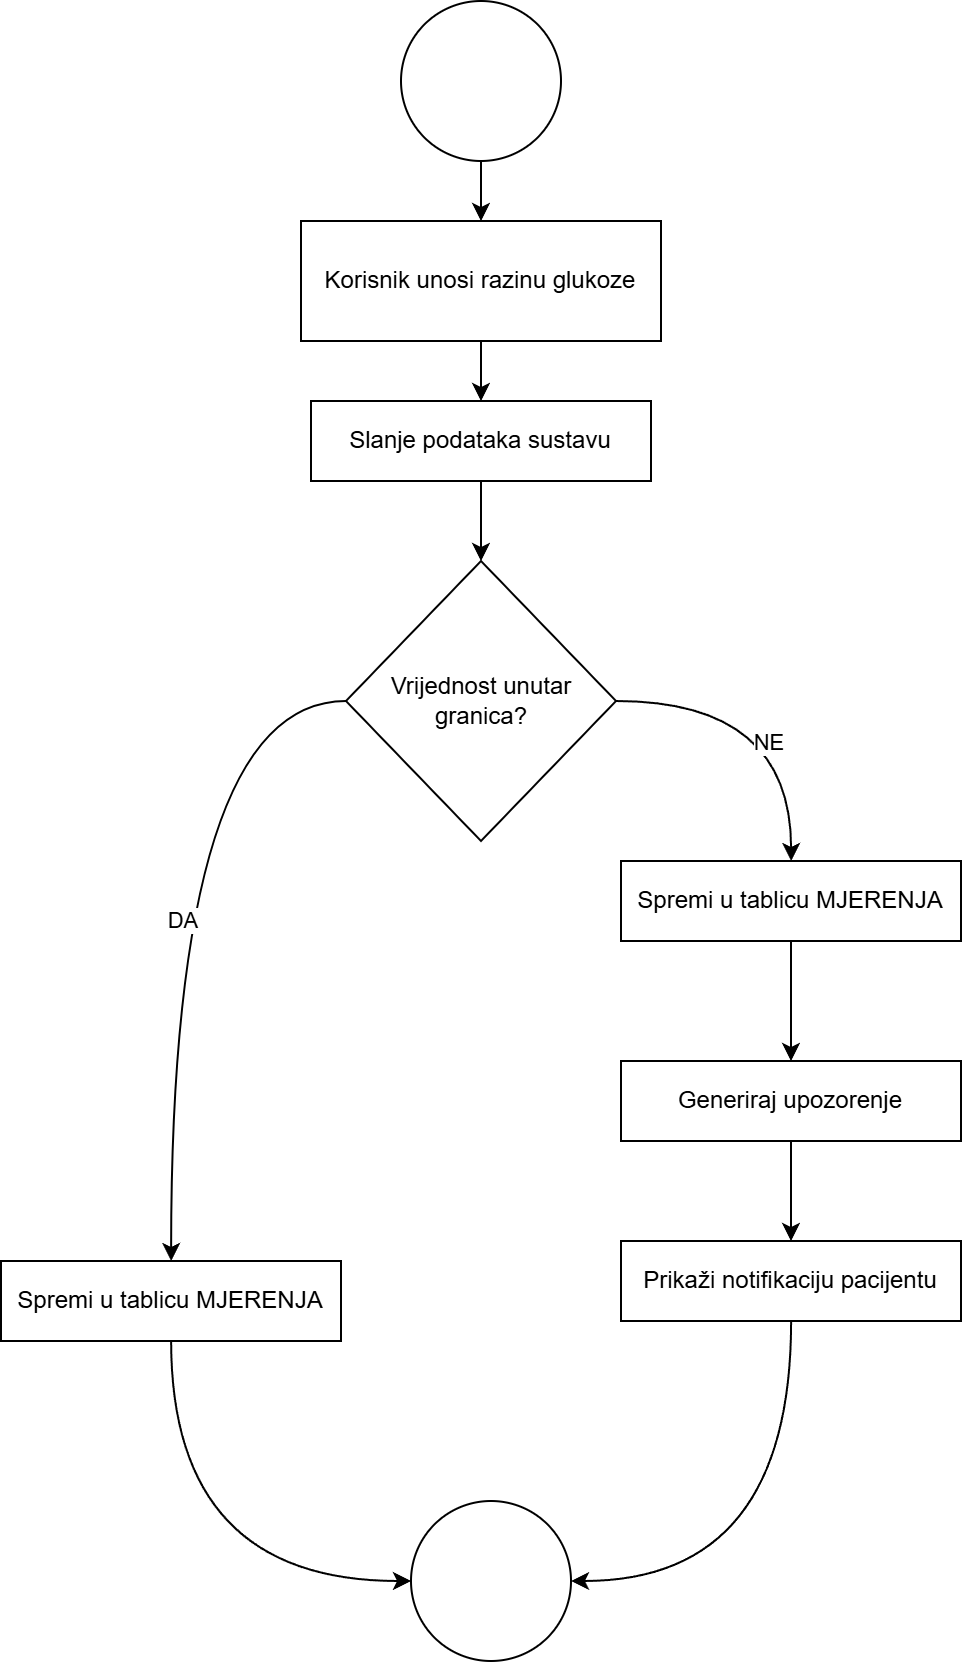 Korisnik unosi razinu glukoze
Slanje podataka sustavu
Vrijednost unutar
granica?
NE
Spremi u tablicu MJERENJA
DA
Generiraj upozorenje
Prikaži notifikaciju pacijentu
Spremi u tablicu MJERENJA